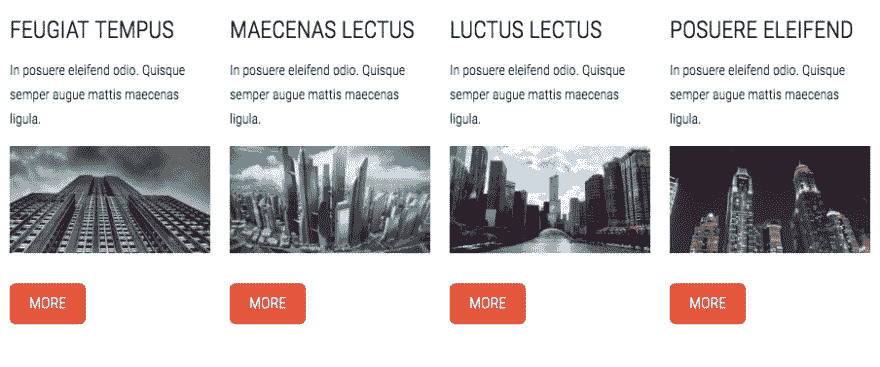 FEUGIAT TEMPUS
In posuere eleifend odio. Quisque
semper augue mattis maecenas
ligula.
MORE
MAECENAS LECTUS
In posuere eleifend odio. Quisque
semper augue mattis maecenas
ligula.
MORE
LUCTUS LECTUS
In posuere eleifend odio. Quisque
semper augue mattis maecenas
ligula.
MORE
POSUERE ELEIFEND
In posuere eleifend odio. Quisque
semper augue mattis maecenas
ligula.
MORE